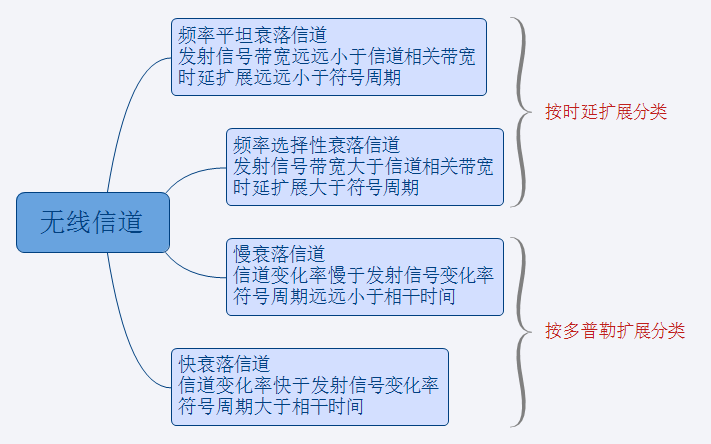 频率平坦衰落信道
发射信号带宽远远小于信道相关带宽
时延扩展远远小于符号周期
按时延扩展分类
频率选择性衰落信道
发射信号带宽大于信道相关带宽
时延扩展大于符号周期
无线信道
慢衰落信道
信道变化率慢于发射信号变化率
符号周期远远小于相干时间
按多普勒扩展分类
快衰落信道
信道变化率快于发射信号变化率
符号周期大于相干时间